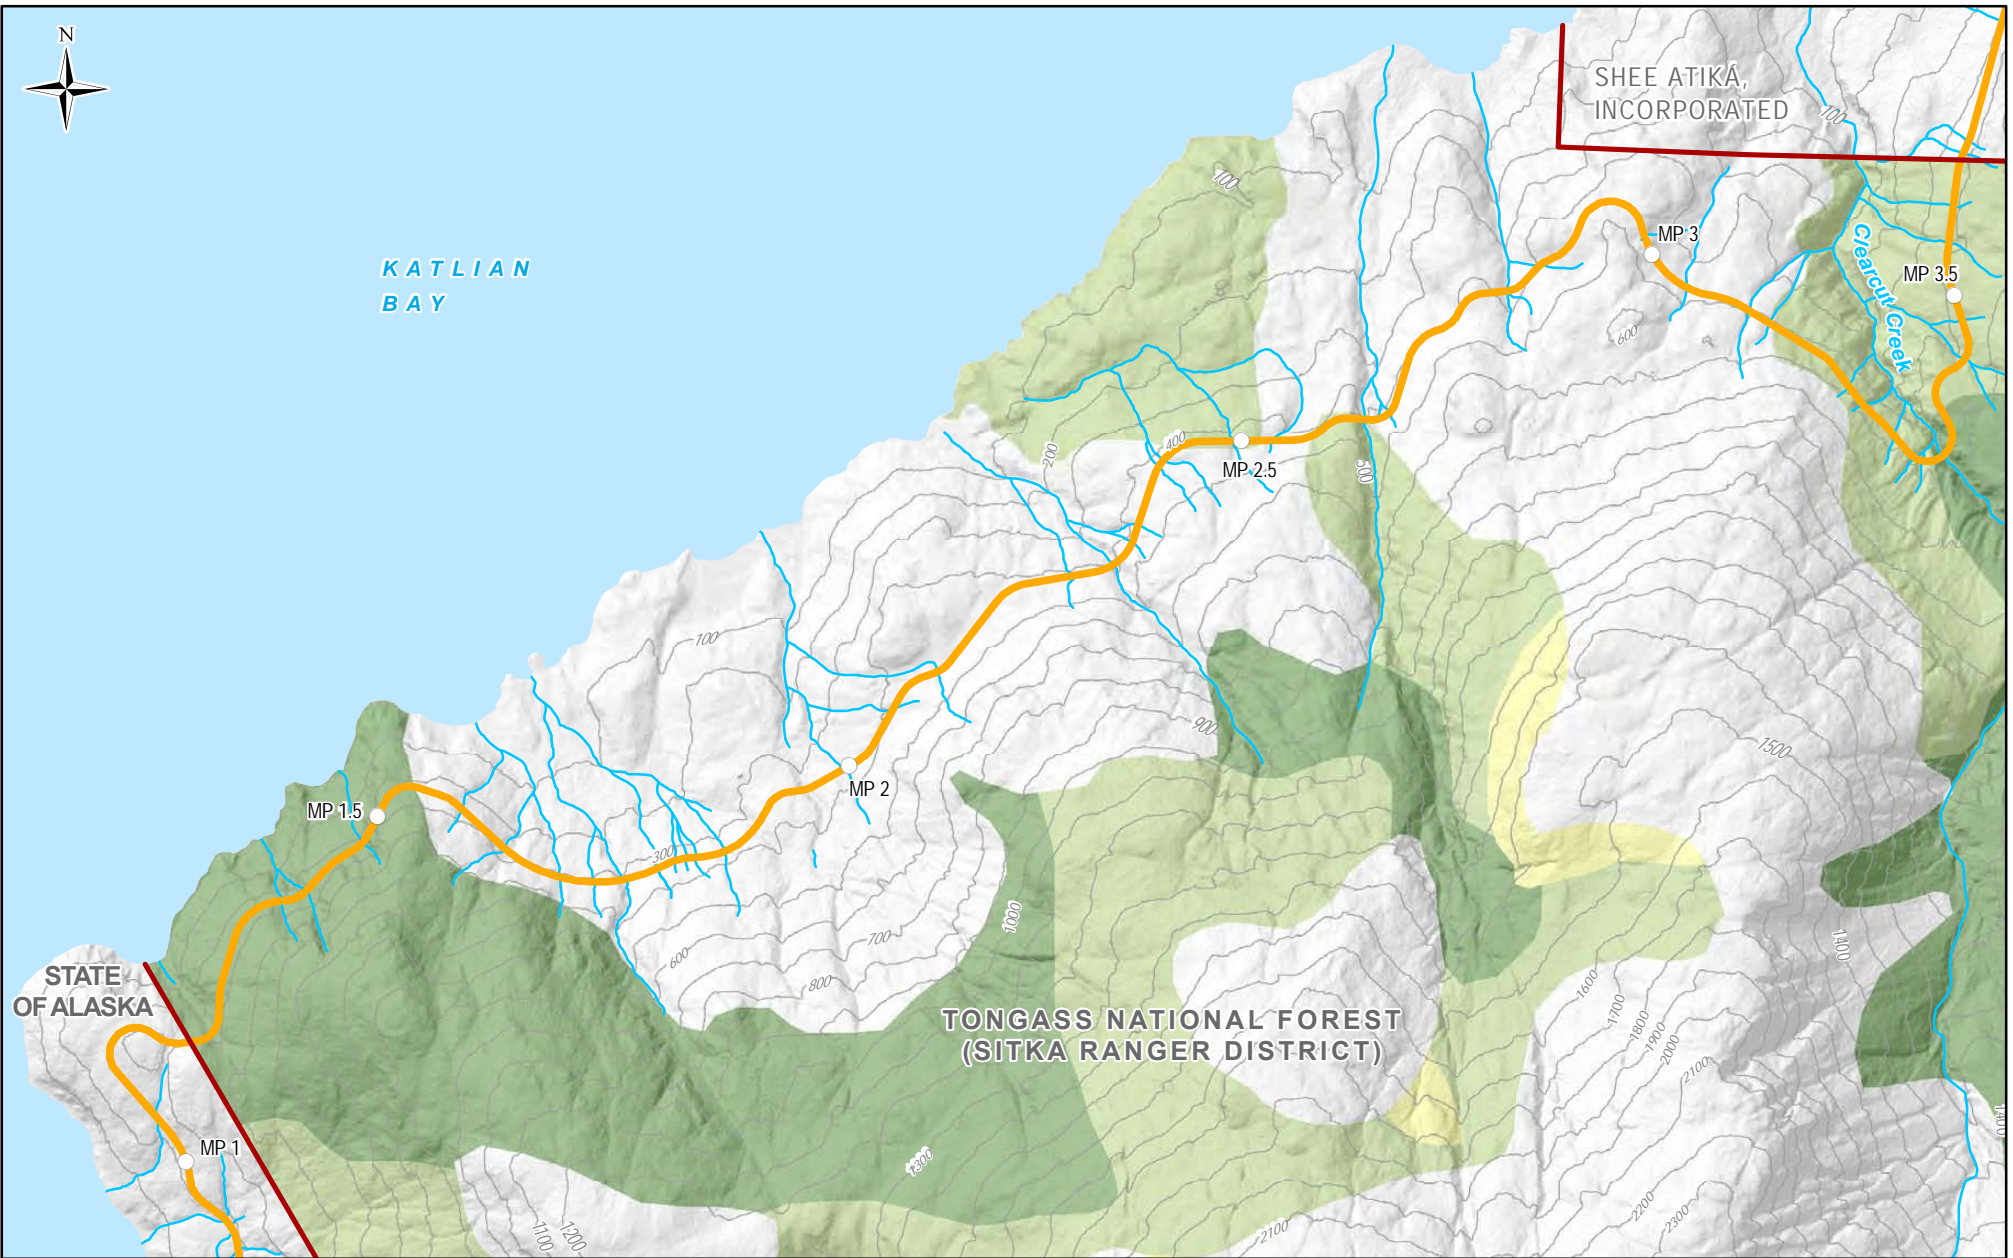 N
SHEE ATIKÁ,
INCORPORATED
100
100
KATLIAN
BAY
MP 3
Clearcut Creek
MP 3.5
600
400
200
MP 2.5
500
100
900
1500
MP 2
MP 1.5
300
1000
700
600
800
1400
STATE
OF ALASKA
TONGASS NATIONAL FOREST
(SITKA RANGER DISTRICT)
1600
1700
1800
1900
2000
2100
1400
MP 1
1300
1100
1200
2100
2200
2300